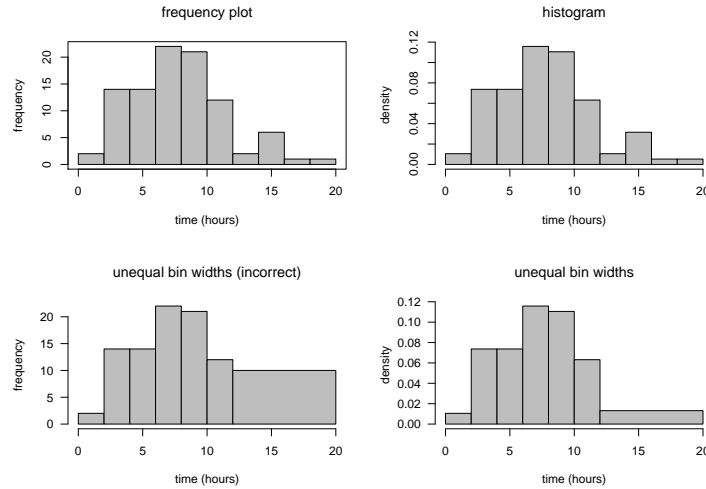 frequency plot
frequency
0 5 10 15 20
0 5 10 15 20
time (hours)
histogram
density
0.00 0.04 0.08 0.12
0 5 10 15 20
time (hours)
unequal bin widths (incorrect)
frequency
0 5 10 15 20
0 5 10 15 20
time (hours)
unequal bin widths
density
0.00 0.02 0.04 0.06 0.08 0.10 0.12
0 5 10 15 20
time (hours)